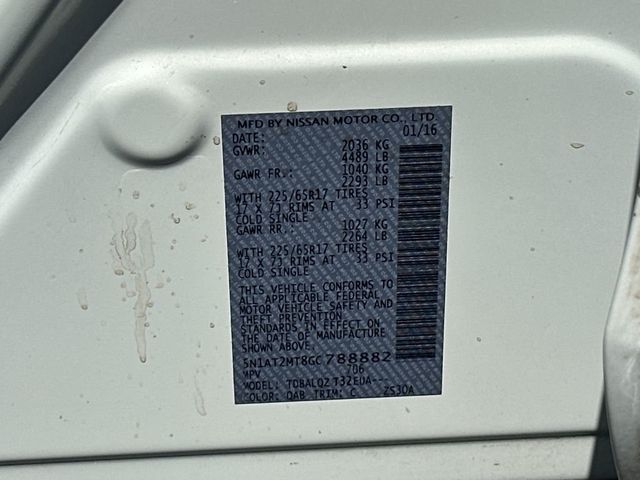 MFD BY NISSAN MOTOR CO., LTD
DATE: 01/16
GVWR: 2036 KG
4489 LB
GAWR FR.: 1040 KG
2293 LB
WITH 225/65R17 TIRES
17 X 7J RIMS AT 33 PSI
COLD SINGLE
GAWR RR.: 1027 KG
2264 LB
WITH 225/65R17 TIRES
17 X 7J RIMS AT 33 PSI
COLD SINGLE
THIS VEHICLE CONFORMS TO
ALL APPLICABLE FEDERAL
MOTOR VEHICLE SAFETY AND
THEFT PREVENTION
STANDARDS IN EFFECT ON
THE DATE OF MANUFACTURE
5N1AT2MT8GC788882
MPV 706
MODEL:
COLOR: QAB TRIM: C ZS30A